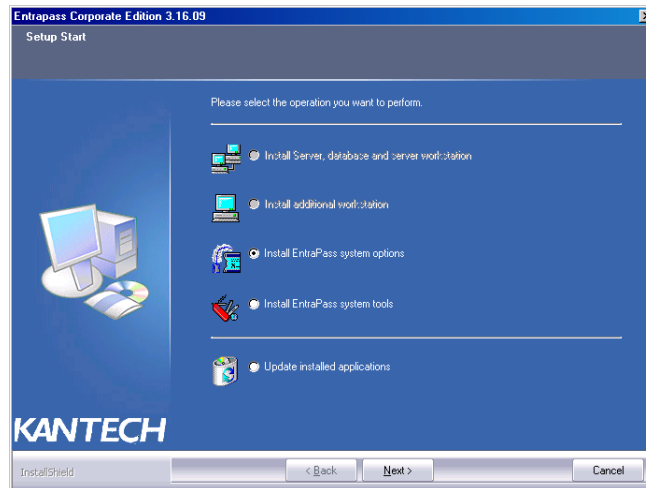 Entrapass Corporate Edition 3.16.09
Setup Start
Please select the operation you want to perform.
Install Server, database and server workstation
Install additional workstation
Install EntraPass system options
Install EntraPass system tools
Update installed applications
KANTECH
InstallShield
< Back
Next >
Cancel